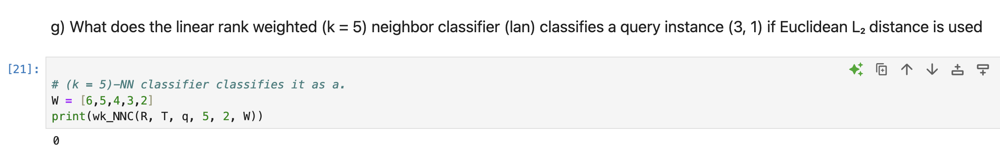 g) What does the linear rank weighted (k = 5) neighbor classifier (lan) classifies a query instance (3, 1) if Euclidean L₂ distance is used
[21]:
# (k = 5)-NN classifier classifies it as a.
W = [6,5,4,3,2]
print(wk_NNC(R, T, q, 5, 2, W))
0